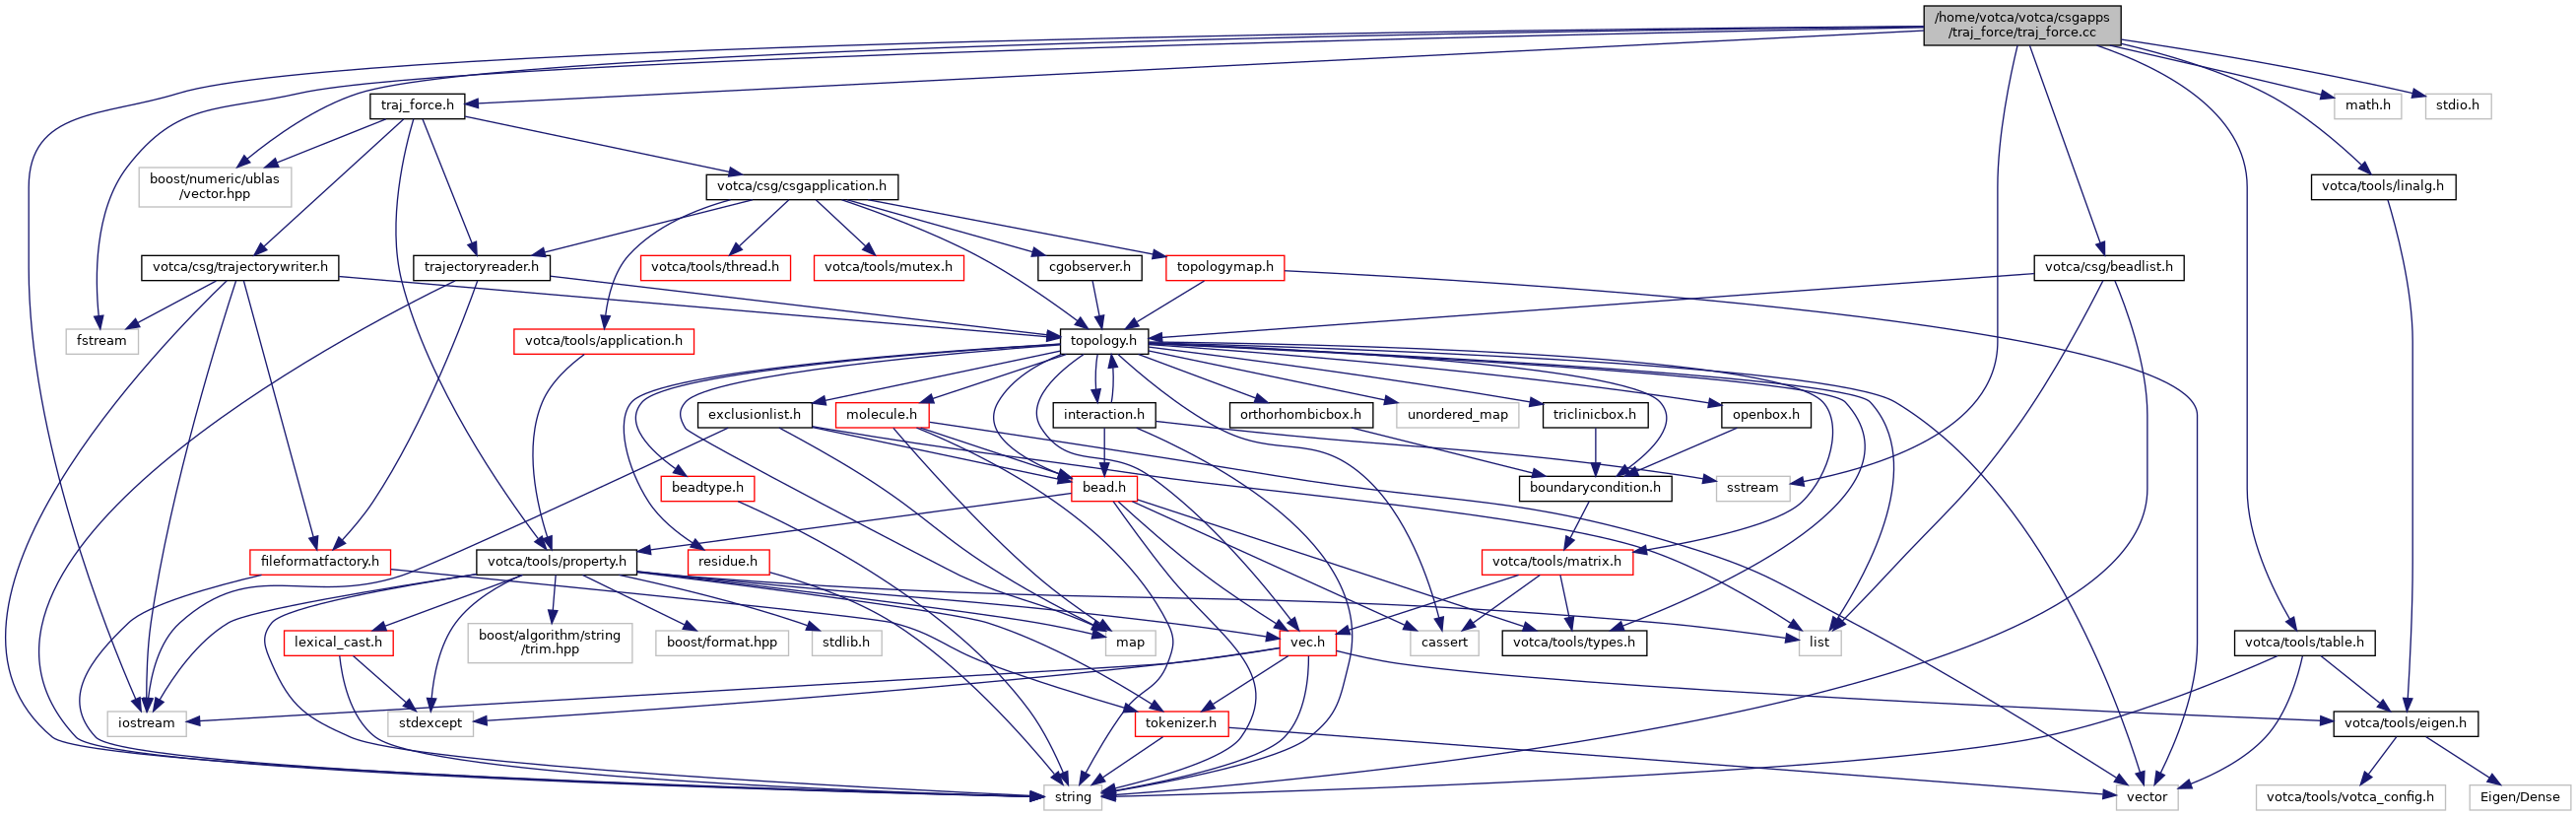 /home/votca/votca/csgapps
/traj_force/traj_force.cc
traj_force.h
math.h
stdio.h
boost/numeric/ublas
/vector.hpp
votca/csg/csgapplication.h
votca/tools/linalg.h
votca/csg/trajectorywriter.h
trajectoryreader.h
votca/tools/thread.h
votca/tools/mutex.h
cgobserver.h
topologymap.h
votca/csg/beadlist.h
fstream
votca/tools/application.h
topology.h
exclusionlist.h
molecule.h
interaction.h
orthorhombicbox.h
unordered_map
triclinicbox.h
openbox.h
beadtype.h
bead.h
boundarycondition.h
sstream
fileformatfactory.h
votca/tools/property.h
residue.h
votca/tools/matrix.h
lexical_cast.h
boost/algorithm/string
/trim.hpp
boost/format.hpp
stdlib.h
map
vec.h
cassert
votca/tools/types.h
list
votca/tools/table.h
iostream
stdexcept
tokenizer.h
votca/tools/eigen.h
string
vector
votca/tools/votca_config.h
Eigen/Dense